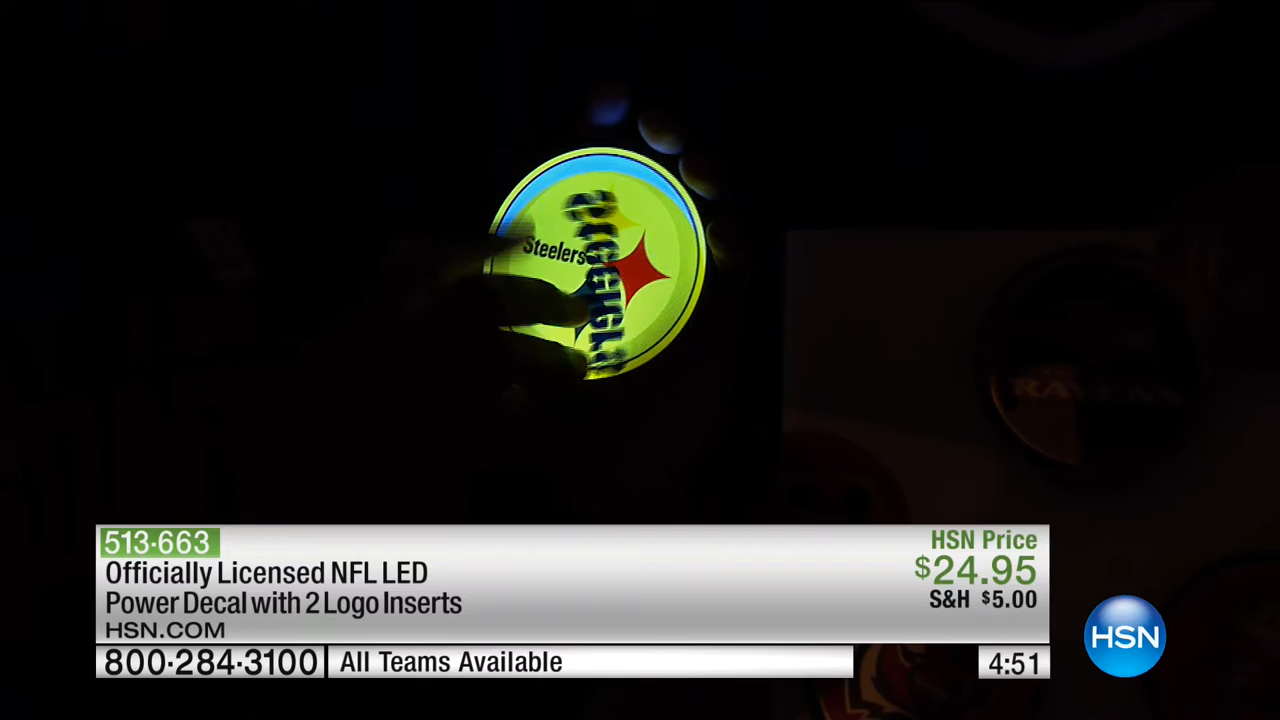 Steelers
RAVENS
513-663
Officially Licensed NFL LED
Power Decal with 2 Logo Inserts
HSN.COM
HSN Price
$24.95
S&H $5.00
HSN
800-284-3100
All Teams Available
4:51